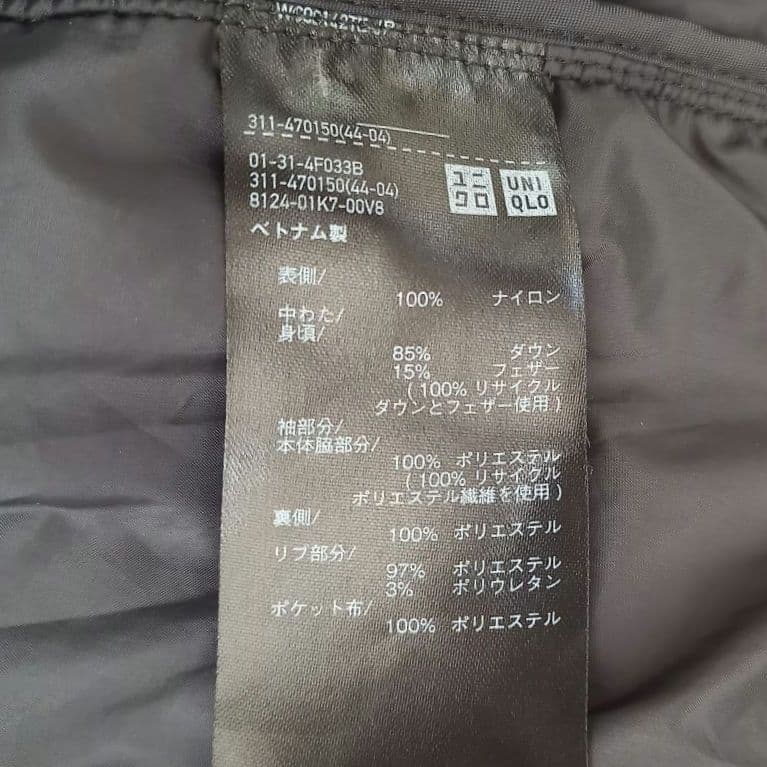 311-470150(44-04)
01-31-4F033B
311-470150(44-04)
8124-01K7-00V8
ユニクロ
UNIQLO
ベトナム製
表側/
100% ナイロン
中わた/
身頃/
85% ダウン
15% フェザー
(100% リサイクル
ダウンとフェザー使用)
袖部分/
本体脇部分/
100% ポリエステル
(100% リサイクル
ポリエステル繊維を使用)
裏側/
100% ポリエステル
リブ部分/
97% ポリエステル
3% ポリウレタン
ポケット布/
100% ポリエステル